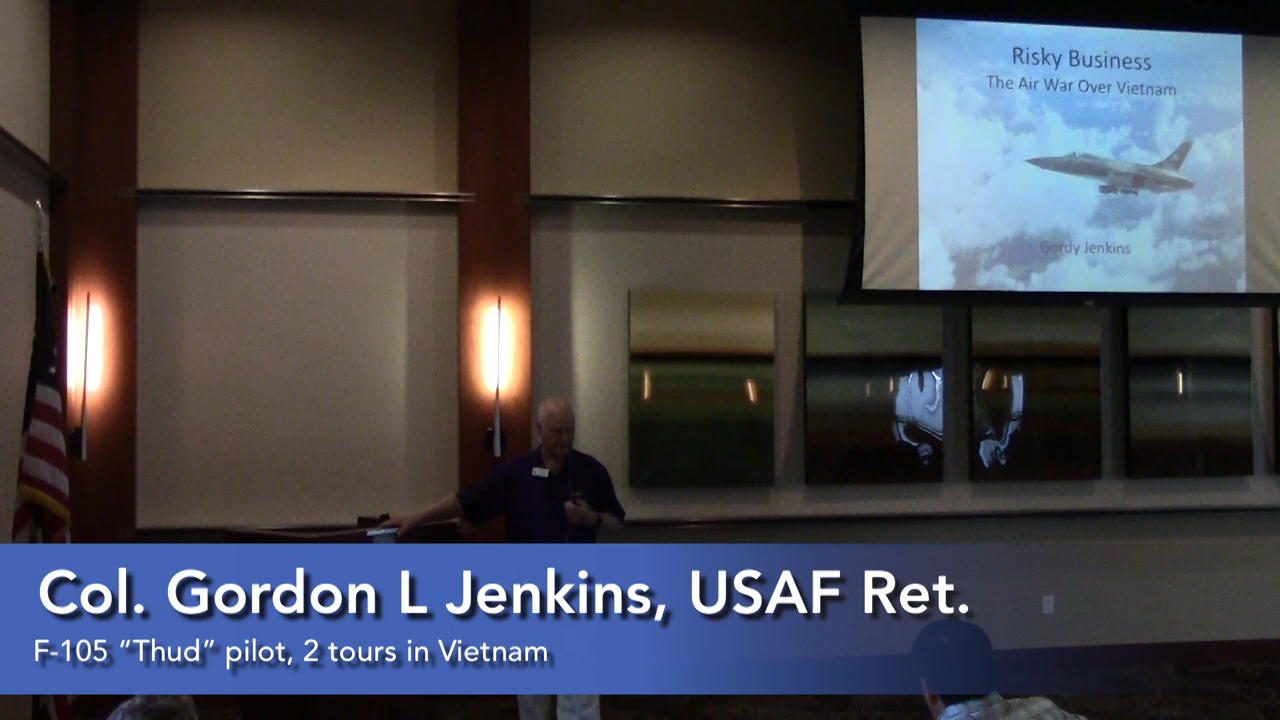 Risky Business
The Air War Over Vietnam
Gordy Jenkins
Col. Gordon L Jenkins, USAF Ret.
F-105 “Thud” pilot, 2 tours in Vietnam